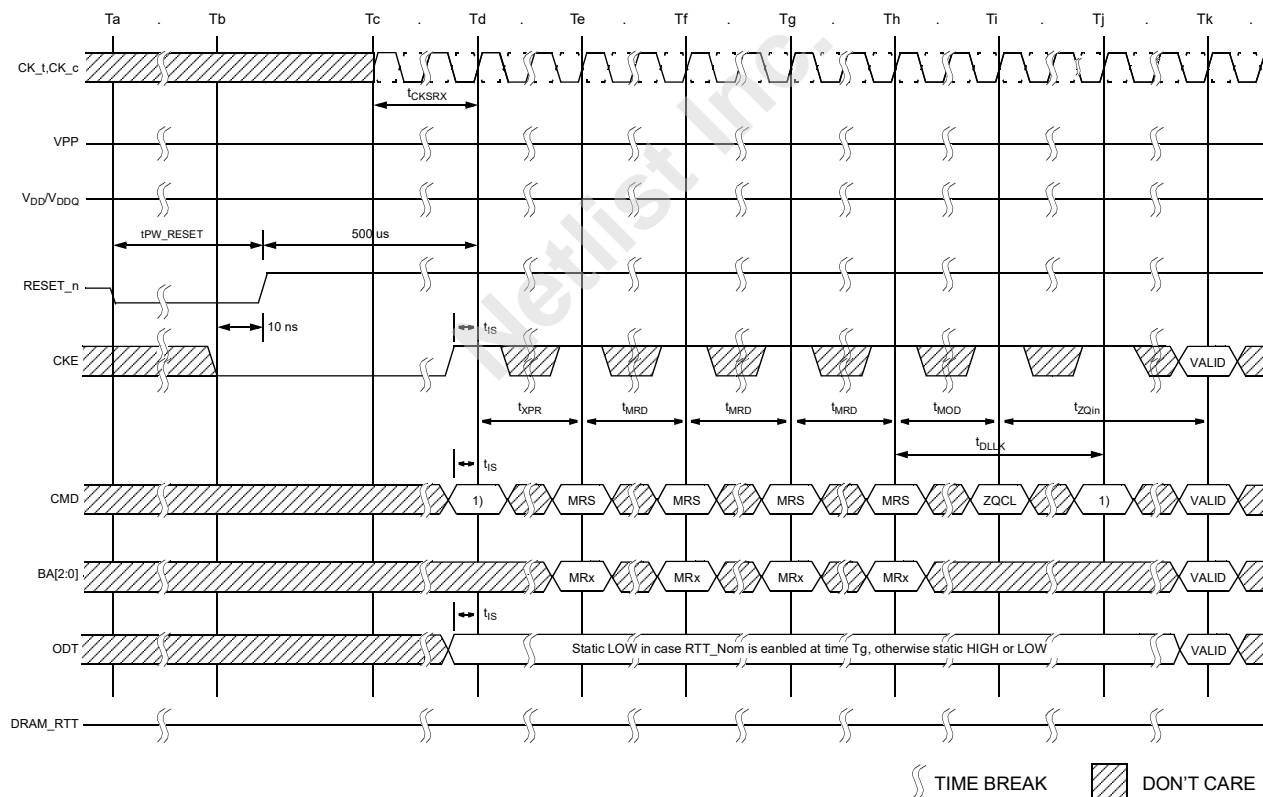 Ta . Tb Tc . Td . Te . Tf . Tg . Th . Ti . Tj . Tk .
CK_t,CK_c
tCKSRX
VPP
VDD/VDDQ
tPW_RESET 500 us
RESET_n
10 ns tIS
CKE VALID
tXPR tMRD tMRD tMRD tMOD tZQin
tDLLK
tIS
CMD 1) MRS MRS MRS MRS ZQCL 1) VALID
BA[2:0] MRx MRx MRx MRx VALID
tIS
ODT Static LOW in case RTT_Nom is eanbled at time Tg, otherwise static HIGH or LOW VALID
DRAM_RTT
TIME BREAK DON'T CARE
Netlist Inc.